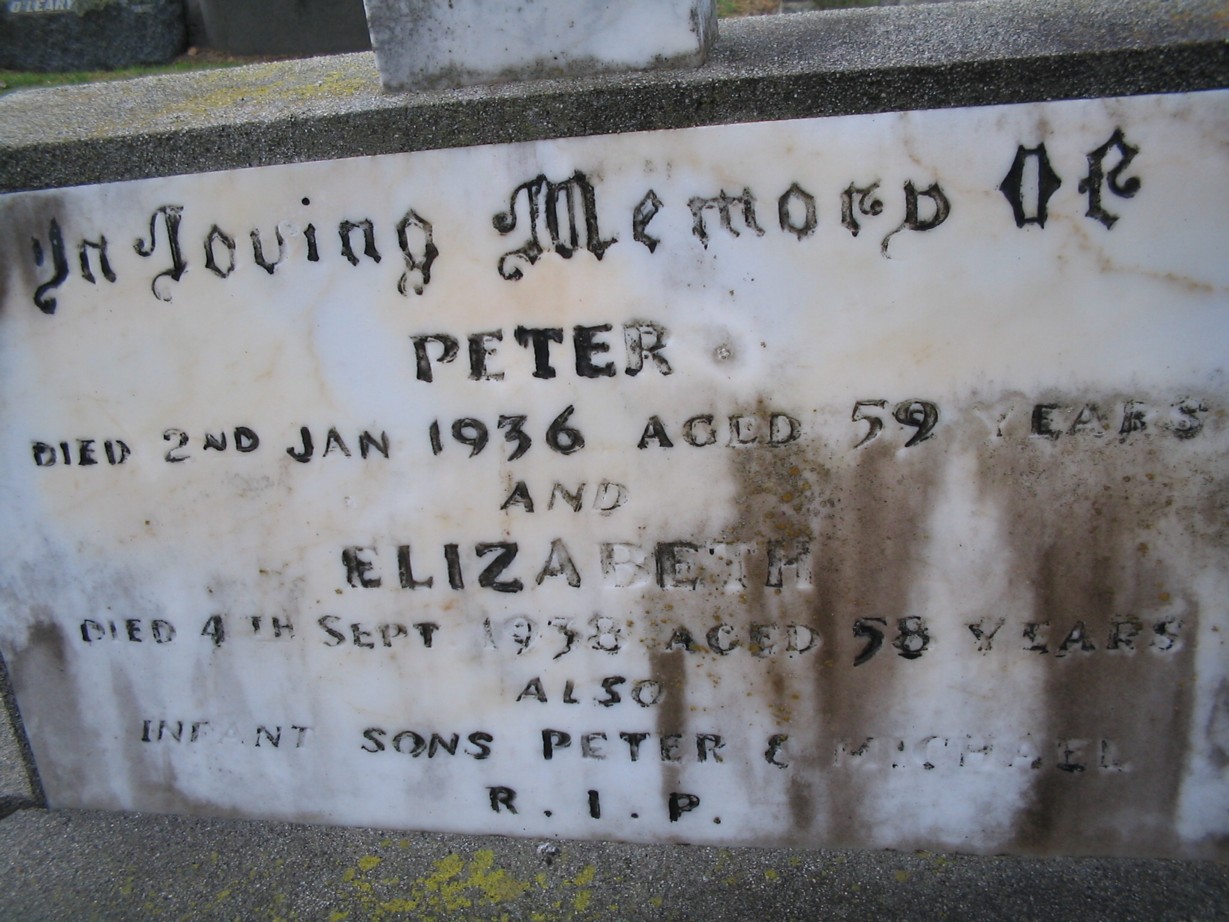 O'LEARY
In Loving Memory Of
PETER
DIED 2ND JAN 1936 AGED 59 YEARS
AND
ELIZABETH
DIED 4TH SEPT 1938 AGED 58 YEARS
ALSO
INFANT SONS PETER & MICHAEL
R.I.P.